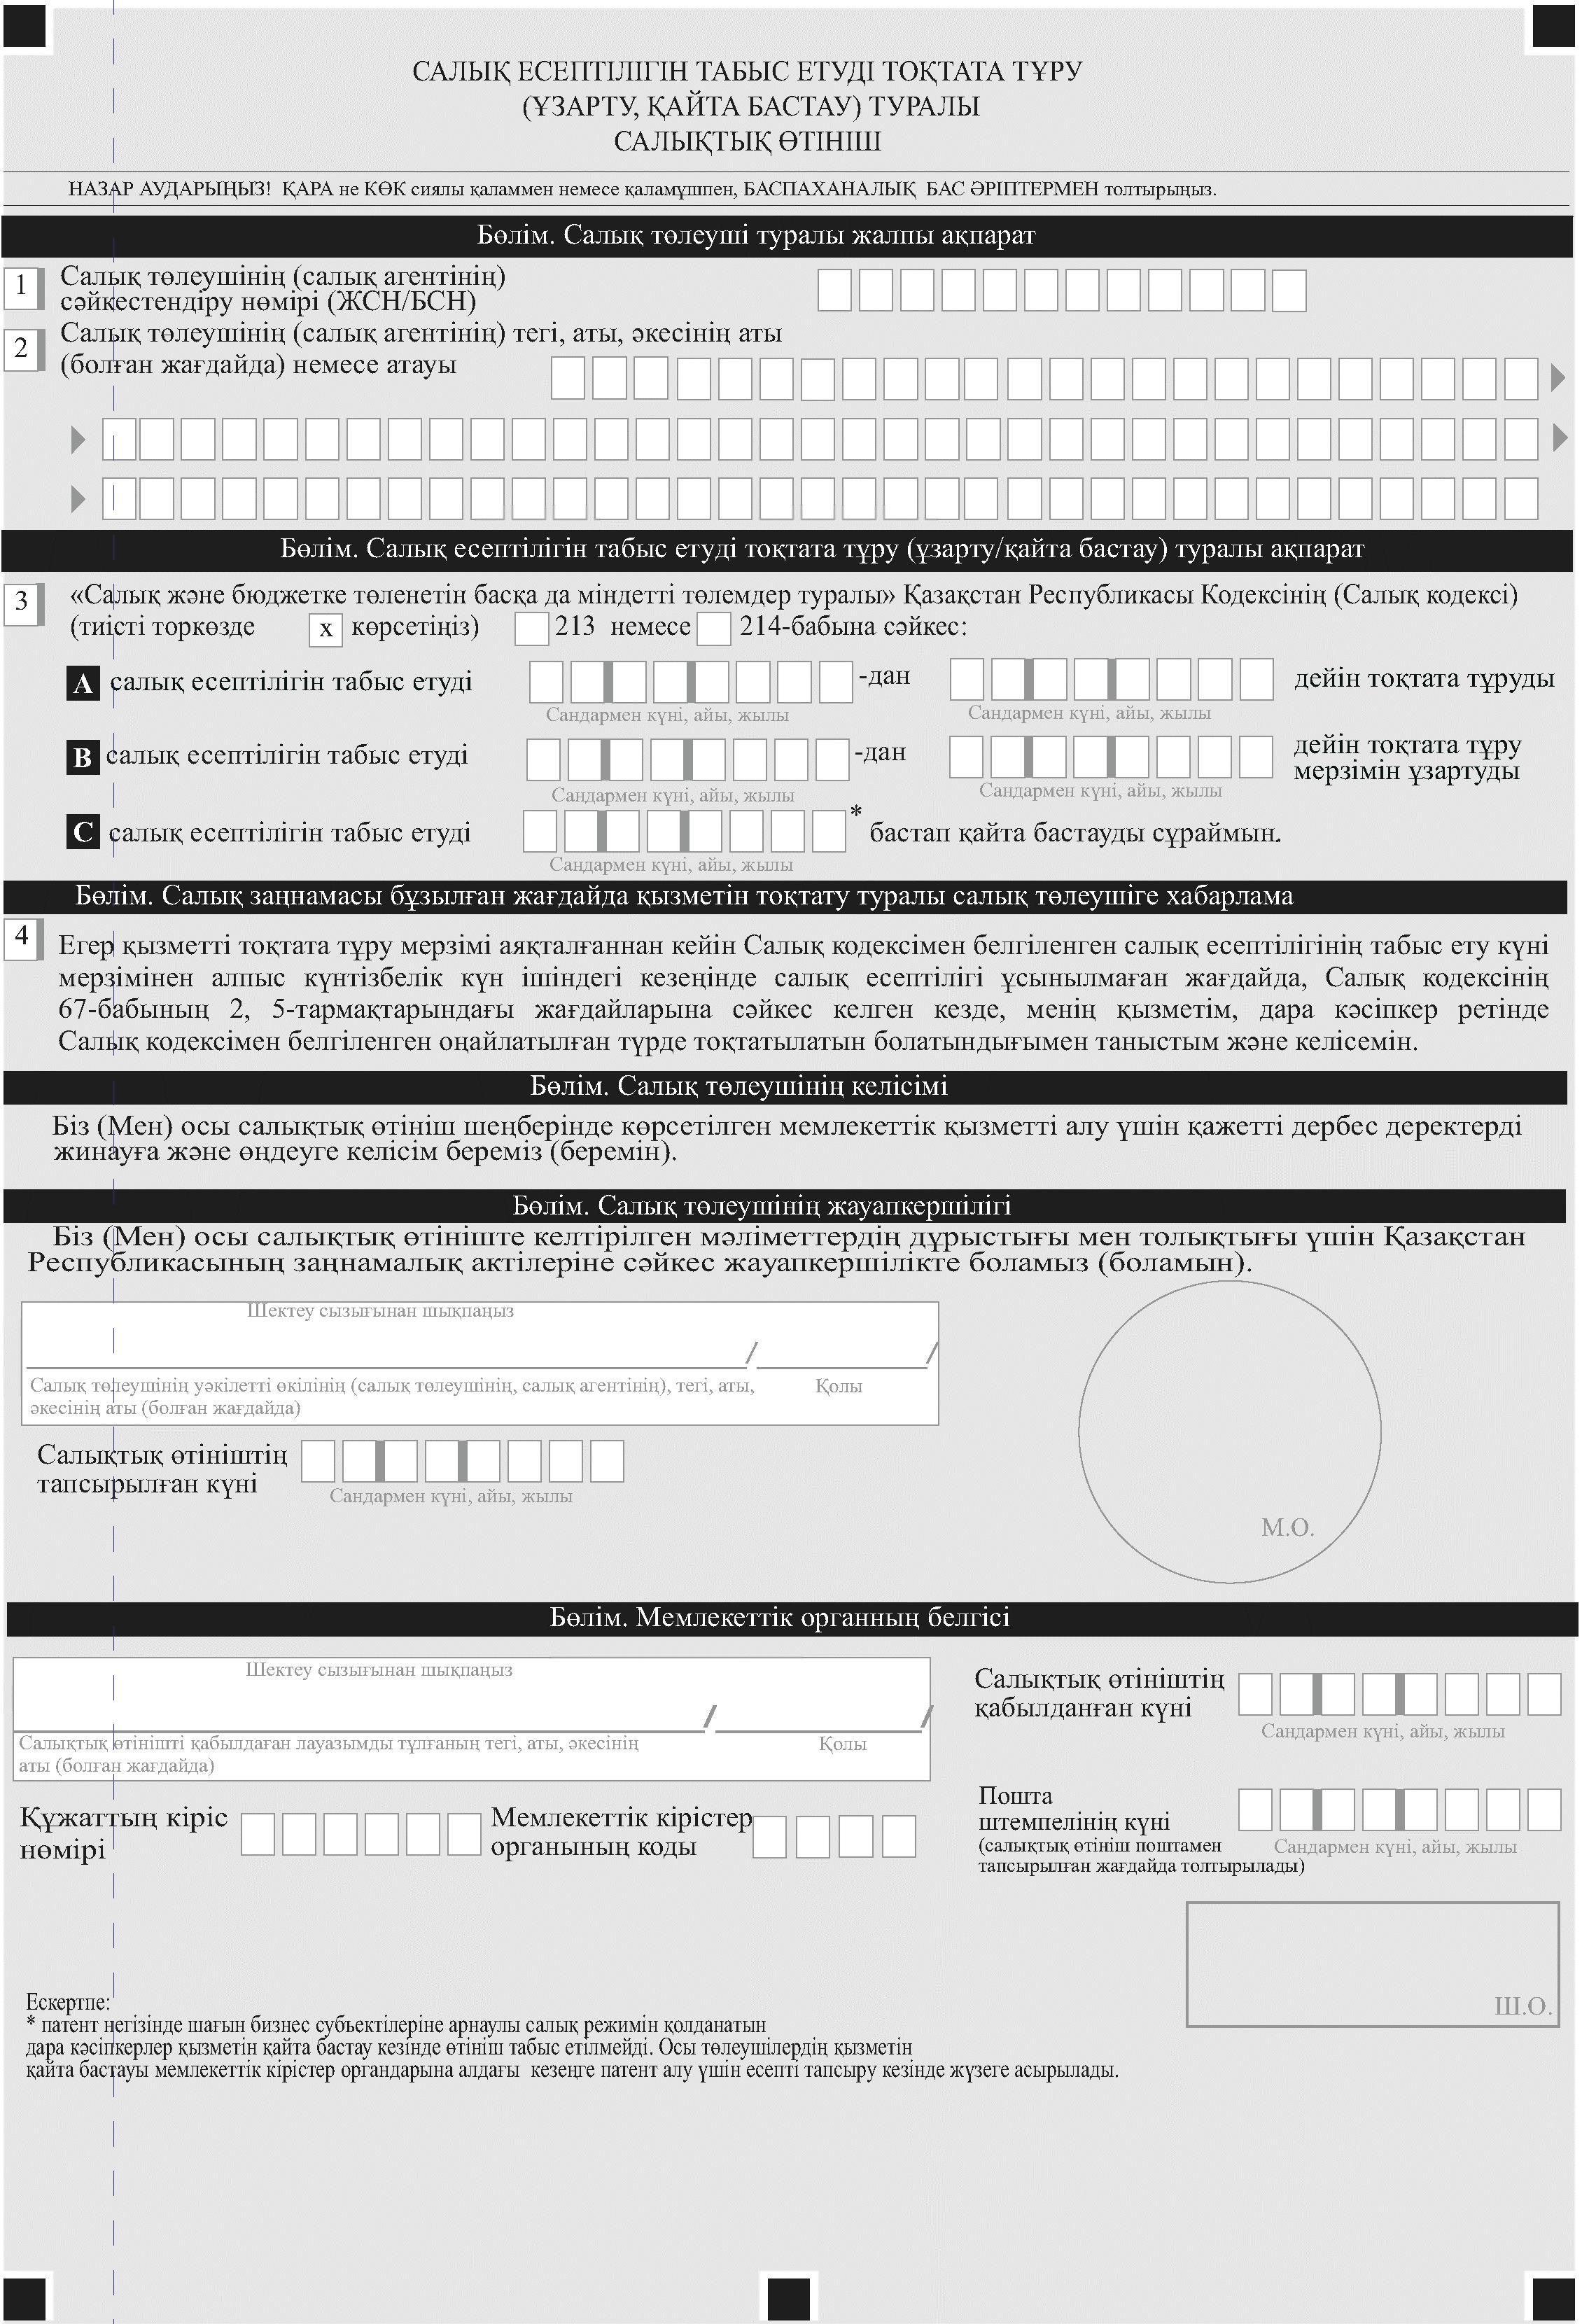 САЛЫҚ ЕСЕПТІЛІГІН ТАБЫС ЕТУДІ ТОҚТАТА ТҰРУ
(ҰЗАРТУ, ҚАЙТА БАСТАУ) ТУРАЛЫ
САЛЫҚТЫҚ ӨТІНІШ
НАЗАР АУДАРЫҢЫЗ! ҚАРА не КӨК сиялы қаламмен немесе қаламұшпен, БАСПАХАНАЛЫҚ БАС ӘРІПТЕРМЕН толтырыңыз.
Бөлім. Салық төлеуші туралы жалпы ақпарат
1 Салық төлеушінің (салық агентінің)
сәйкестендіру нөмірі (ЖСН/БСН)
2 Салық төлеушінің (салық агентінің) тегі, аты, әкесінің аты
(болған жағдайда) немесе атауы
Бөлім. Салық есептілігін табыс етуді тоқтата тұру (ұзарту/қайта бастау) туралы ақпарат
3 «Салық және бюджетке төленетін басқа да міндетті төлемдер туралы» Қазақстан Республикасы Кодексінің (Салық кодексі)
(тиісті торкөзде х көрсетіңіз) 213 немесе 214-бабына сәйкес:
А салық есептілігін табыс етуді -дан дейін тоқтата тұруды
Сандармен күні, айы, жылы Сандармен күні, айы, жылы
В салық есептілігін табыс етуді -дан дейін тоқтата тұру
мерзімін ұзартуды
Сандармен күні, айы, жылы Сандармен күні, айы, жылы
С салық есептілігін табыс етуді * бастап қайта бастауды сұраймын.
Сандармен күні, айы, жылы
Бөлім. Салық заңнамасы бұзылған жағдайда қызметін тоқтату туралы салық төлеушіге хабарлама
4 Егер қызметті тоқтата тұру мерзімі аяқталғаннан кейін Салық кодексімен белгіленген салық есептілігінің табыс ету күні
мерзімінен алпыс күнтізбелік күн ішіндегі кезеңінде салық есептілігі ұсынылмаған жағдайда, Салық кодексінің
67-бабының 2, 5-тармақтарындағы жағдайларына сәйкес келген кезде, менің қызметім, дара кәсіпкер ретінде
Салық кодексімен белгіленген оңайлатылған түрде тоқтатылатын болатындығымен таныстым және келісемін.
Бөлім. Салық төлеушінің келісімі
Біз (Мен) осы салықтық өтініш шеңберінде көрсетілген мемлекеттік қызметті алу үшін қажетті дербес деректерді
жинауға және өңдеуге келісім береміз (беремін).
Бөлім. Салық төлеушінің жауапкершілігі
Біз (Мен) осы салықтық өтініште келтірілген мәліметтердің дұрыстығы мен толықтығы үшін Қазақстан
Республикасының заңнамалық актілеріне сәйкес жауапкершілікте боламыз (боламын).
Шектеу сызығынан шықпаңыз
/ /
Салық төлеушінің уәкілетті өкілінің (салық төлеушінің, салық агентінің), тегі, аты, Қолы
әкесінің аты (болған жағдайда)
Салықтық өтініштің
тапсырылған күні
Сандармен күні, айы, жылы
М.О.
Бөлім. Мемлекеттік органның белгісі
Шектеу сызығынан шықпаңыз
/ /
Салықтық өтінішті қабылдаған лауазымды тұлғаның тегі, аты, әкесінің Қолы
аты (болған жағдайда)
Салықтық өтініштің
қабылданған күні
Сандармен күні, айы, жылы
Құжаттың кіріс
нөмірі
Мемлекеттік кірістер
органының коды
Пошта
штемпелінің күні
(салықтық өтініш поштамен
тапсырылған жағдайда толтырылады)
Сандармен күні, айы, жылы
Ш.О.
Ескертпе:
* патент негізінде шағын бизнес субъектілеріне арнаулы салық режимін қолданатын
дара кәсіпкерлер қызметін қайта бастау кезінде өтініш табыс етілмейді. Осы төлеушілердің қызметін
қайта бастауы мемлекеттік кірістер органдарына алдағы кезеңге патент алу үшін есепті тапсыру кезінде жүзеге асырылады.